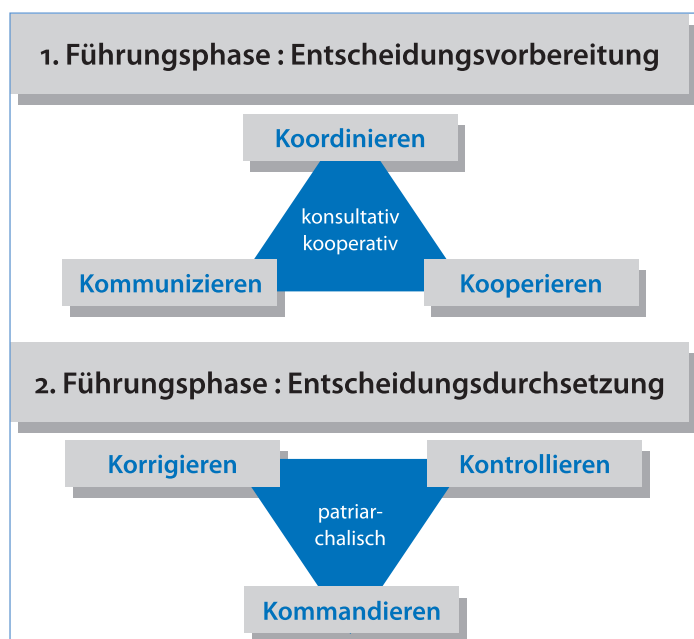 1. Führungsphase : Entscheidungsvorbereitung
Koordinieren
konsultativ
kooperativ
Kommunizieren
Kooperieren
2. Führungsphase : Entscheidungsdurchsetzung
Korrigieren
Kontrollieren
patriar-
chalisch
Kommandieren